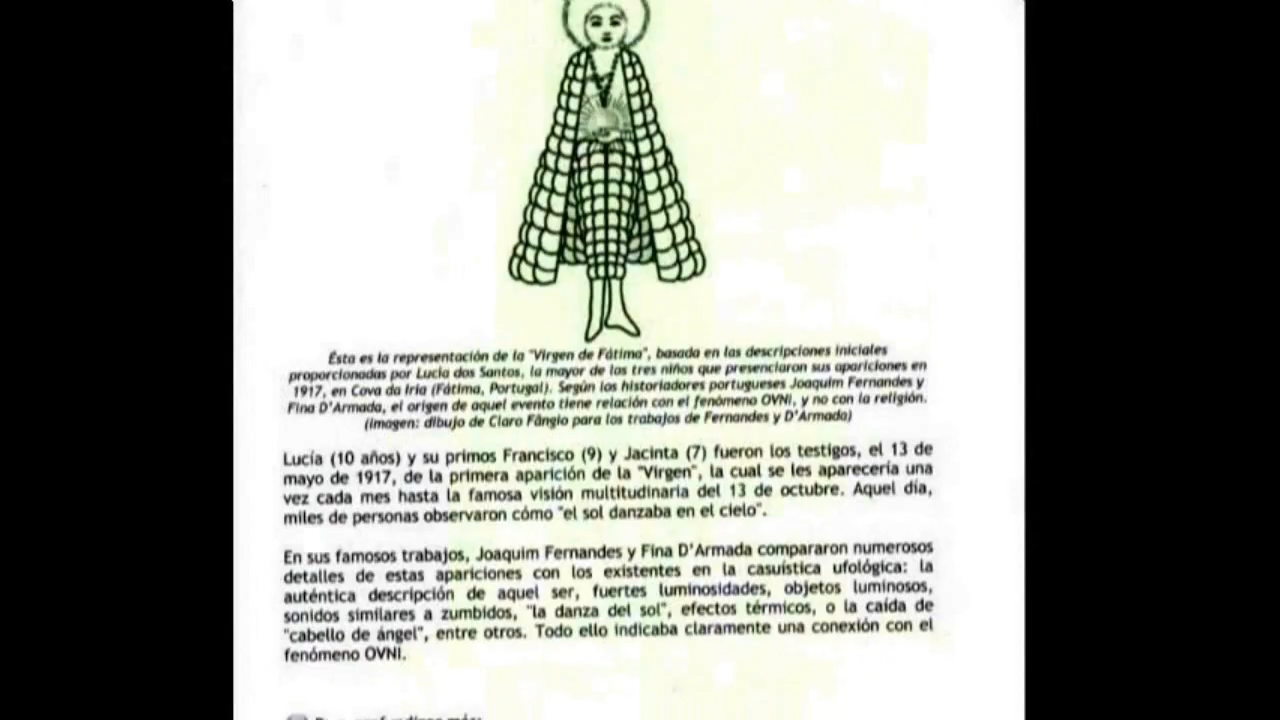 Ésta es la representación de la "Virgen de Fátima", basada en las descripciones iniciales
proporcionadas por Lucía dos Santos, la mayor de los tres niños que presenciaron sus apariciones en
1917, en Cova da Iria (Fátima, Portugal). Según los historiadores portugueses Joaquim Fernandes y
Fina D'Armada, el origen de aquel evento tiene relación con el fenómeno OVNI, y no con la religión.
(Imagen: dibujo de Claro Fângio para los trabajos de Fernandes y D'Armada)
Lucía (10 años) y su primos Francisco (9) y Jacinta (7) fueron los testigos, el 13 de
mayo de 1917, de la primera aparición de la "Virgen", la cual se les aparecería una
vez cada mes hasta la famosa visión multitudinaria del 13 de octubre. Aquel día,
miles de personas observaron cómo "el sol danzaba en el cielo".
En sus famosos trabajos, Joaquim Fernandes y Fina D'Armada compararon numerosos
detalles de estas apariciones con los existentes en la casuística ufológica: la
auténtica descripción de aquel ser, fuertes luminosidades, objetos luminosos,
sonidos similares a zumbidos, "la danza del sol", efectos térmicos, o la caída de
"cabello de ángel", entre otros. Todo ello indicaba claramente una conexión con el
fenómeno OVNI.